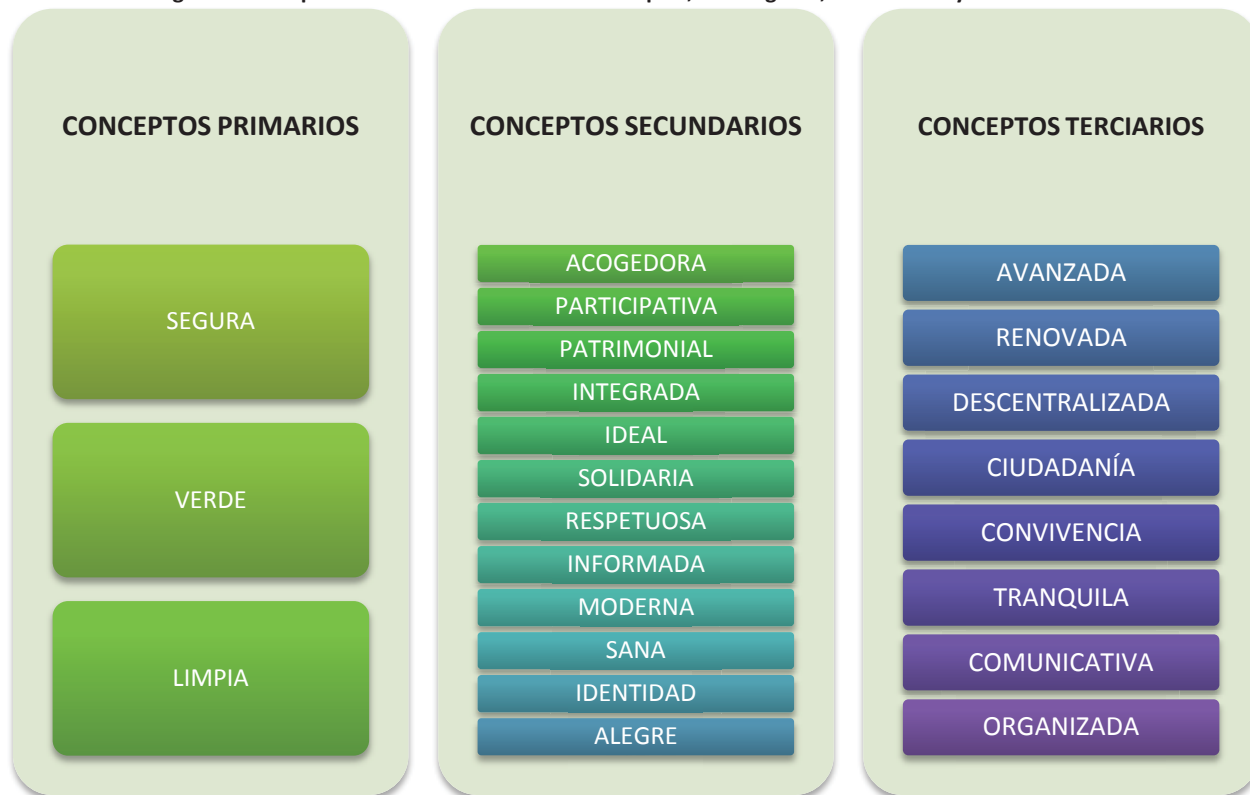 CONCEPTOS PRIMARIOS
SEGURA
VERDE
LIMPIA
CONCEPTOS SECUNDARIOS
ACOGEDORA
PARTICIPATIVA
PATRIMONIAL
INTEGRADA
IDEAL
SOLIDARIA
RESPETUOSA
INFORMADA
MODERNA
SANA
IDENTIDAD
ALEGRE
CONCEPTOS TERCIARIOS
AVANZADA
RENOVADA
DESCENTRALIZADA
CIUDADANÍA
CONVIVENCIA
TRANQUILA
COMUNICATIVA
ORGANIZADA